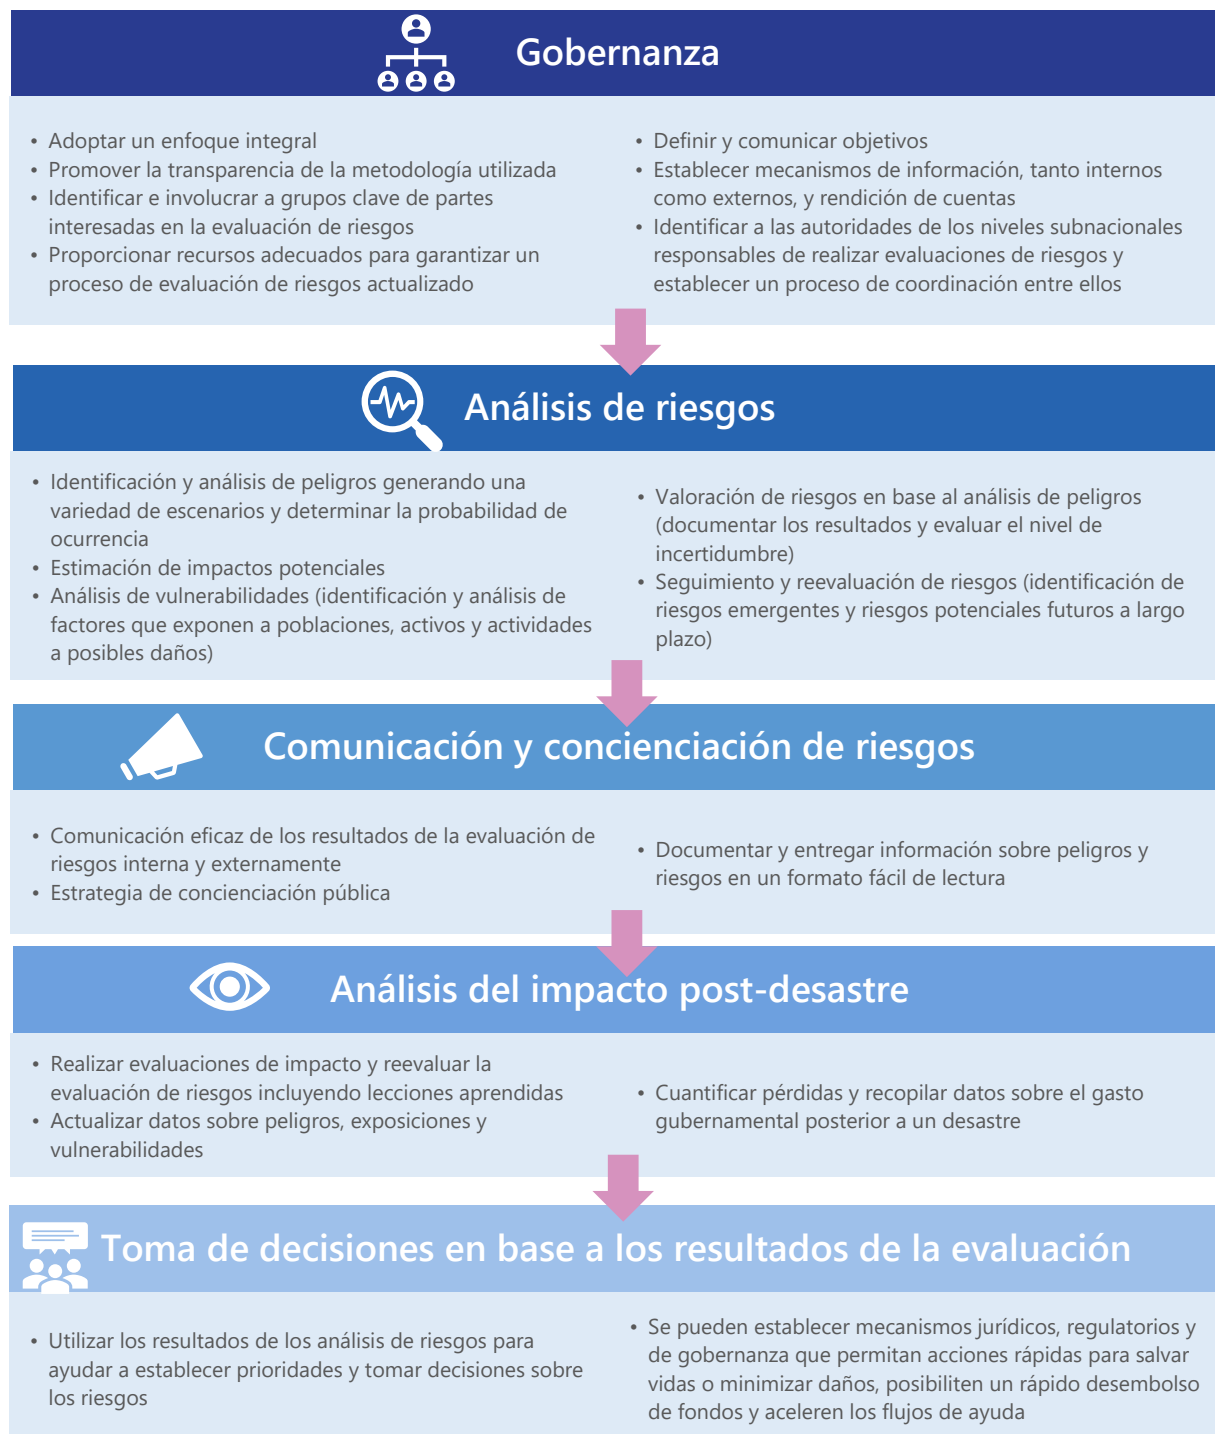 Gobernanza
• Adoptar un enfoque integral
• Promover la transparencia de la metodología utilizada
• Identificar e involucrar a grupos clave de partes
interesadas en la evaluación de riesgos
• Proporcionar recursos adecuados para garantizar un
proceso de evaluación de riesgos actualizado
• Definir y comunicar objetivos
• Establecer mecanismos de información, tanto internos
como externos, y rendición de cuentas
• Identificar a las autoridades de los niveles subnacionales
responsables de realizar evaluaciones de riesgos y
establecer un proceso de coordinación entre ellos
Análisis de riesgos
• Identificación y análisis de peligros generando una
variedad de escenarios y determinar la probabilidad de
ocurrencia
• Estimación de impactos potenciales
• Análisis de vulnerabilidades (identificación y análisis de
factores que exponen a poblaciones, activos y actividades
a posibles daños)
• Valoración de riesgos en base al análisis de peligros
(documentar los resultados y evaluar el nivel de
incertidumbre)
• Seguimiento y reevaluación de riesgos (identificación de
riesgos emergentes y riesgos potenciales futuros a largo
plazo)
Comunicación y concienciación de riesgos
• Comunicación eficaz de los resultados de la evaluación de
riesgos interna y externamente
• Estrategia de concienciación pública
• Documentar y entregar información sobre peligros y
riesgos en un formato fácil de lectura
Análisis del impacto post-desastre
• Realizar evaluaciones de impacto y reevaluar la
evaluación de riesgos incluyendo lecciones aprendidas
• Actualizar datos sobre peligros, exposiciones y
vulnerabilidades
• Cuantificar pérdidas y recopilar datos sobre el gasto
gubernamental posterior a un desastre
Toma de decisiones en base a los resultados de la evaluación
• Utilizar los resultados de los análisis de riesgos para
ayudar a establecer prioridades y tomar decisiones sobre
los riesgos
• Se pueden establecer mecanismos jurídicos, regulatorios y
de gobernanza que permitan acciones rápidas para salvar
vidas o minimizar daños, posibiliten un rápido desembolso
de fondos y aceleren los flujos de ayuda